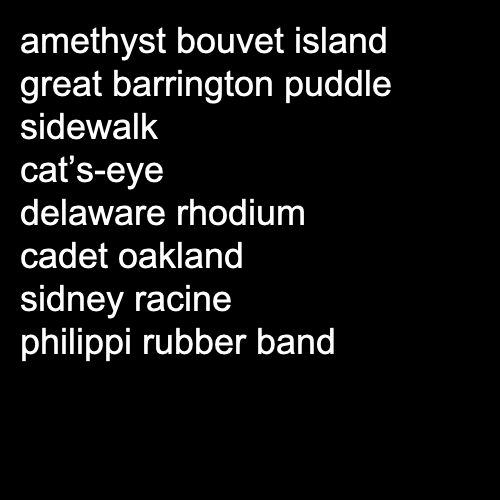 amethyst bouvet island
great barrington puddle
sidewalk
cat’s-eye
delaware rhodium
cadet oakland
sidney racine
philippi rubber band